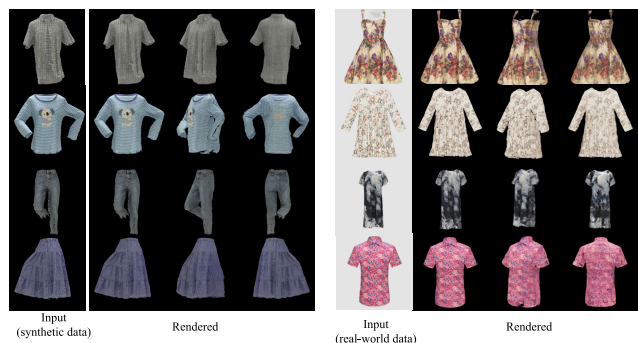 Input
(synthetic data)
Rendered
Input
(real-world data)
Rendered